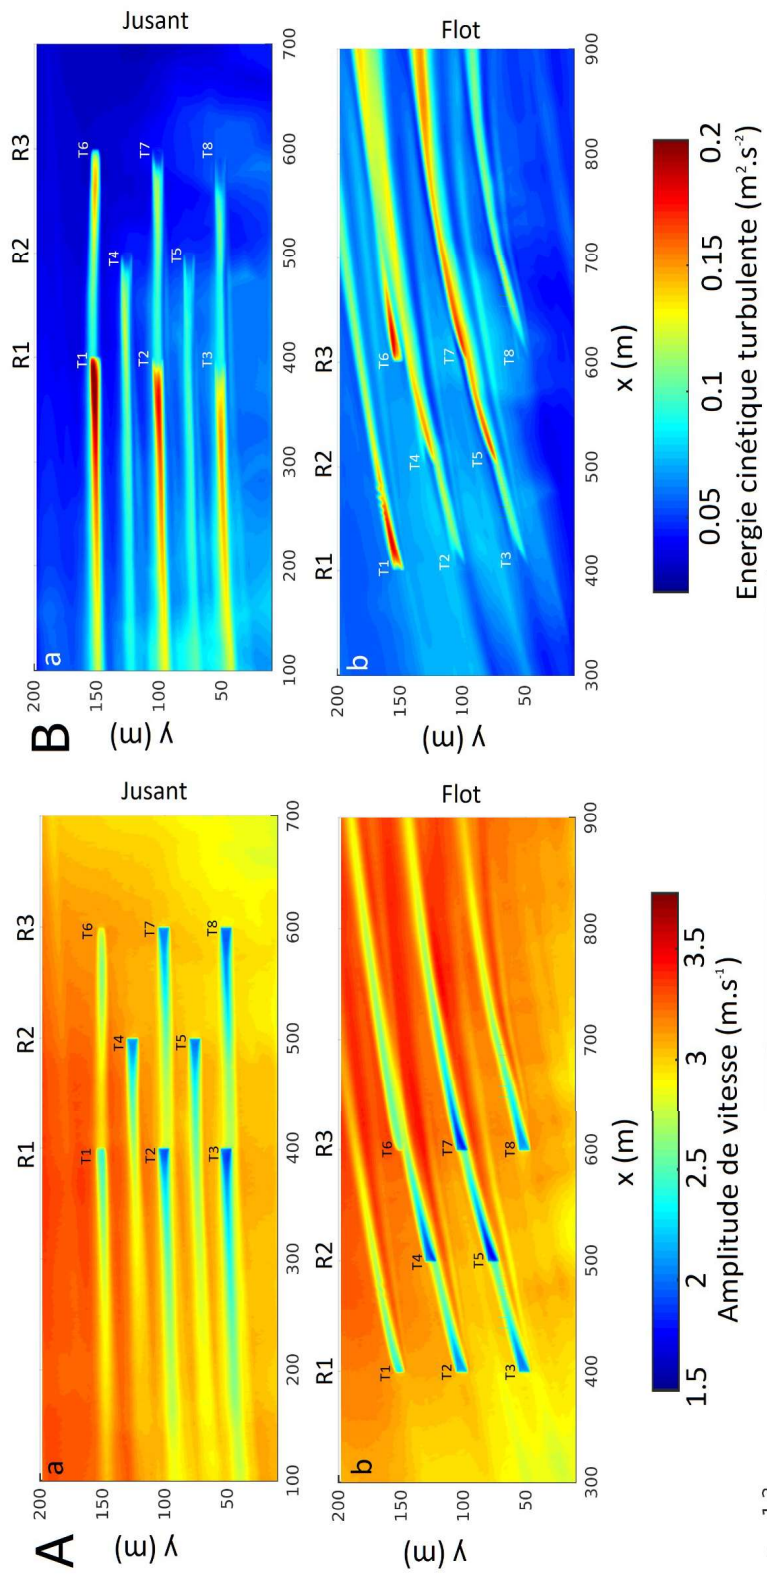 A
R1 R2 R3
a
y (m)
200
150
100
50
T1 T6
T4
T2 T7
T5
T3 T8
100 200 300 400 500 600 700
Jusant
R1 R2 R3
b
y (m)
200
150
100
50
T1 T6
T4
T2 T7
T5
T3 T8
300 400 500 600 700 800 900
x (m)
Flot
1.5 2 2.5 3 3.5
Amplitude de vitesse (m.s⁻¹)
B
R1 R2 R3
a
y (m)
200
150
100
50
T1 T6
T4
T2 T7
T5
T3 T8
100 200 300 400 500 600 700
Jusant
R1 R2 R3
b
y (m)
200
150
100
50
T1 T6
T4
T2 T7
T5
T3 T8
300 400 500 600 700 800 900
x (m)
Flot
0.05 0.1 0.15 0.2
Energie cinétique turbulente (m².s⁻²)